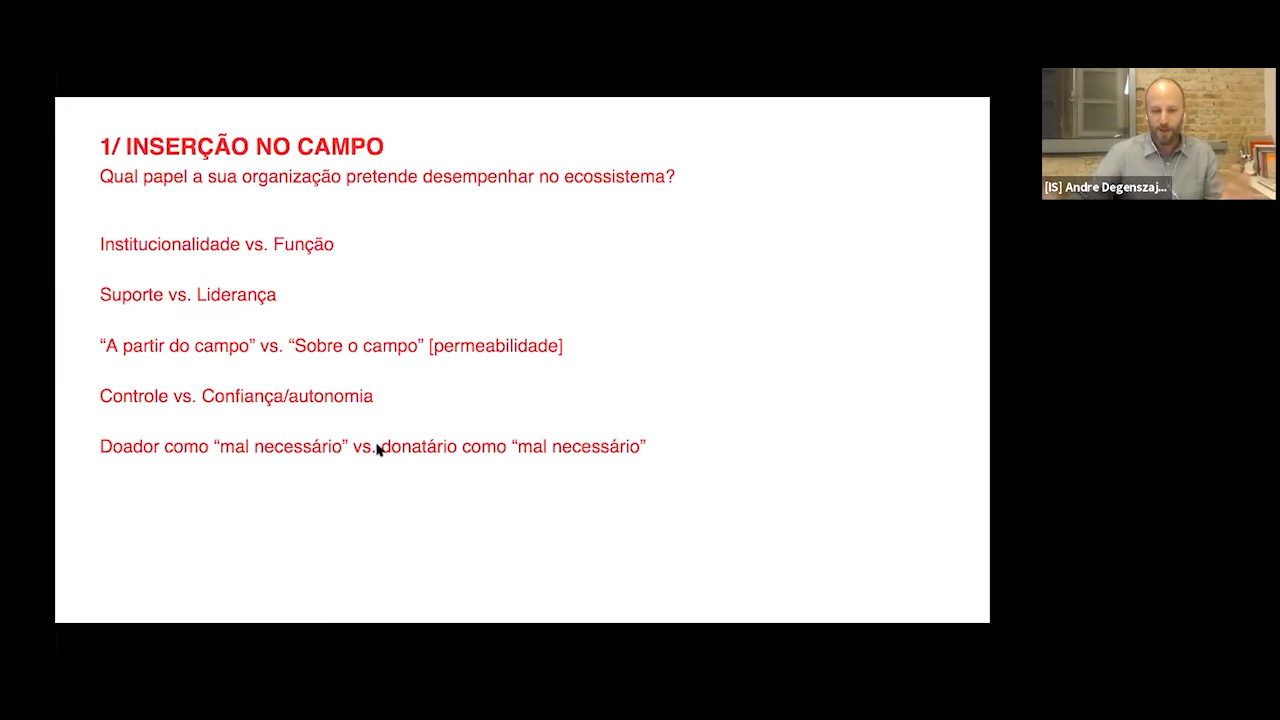 1/ INSERÇÃO NO CAMPO
Qual papel a sua organização pretende desempenhar no ecossistema?
Institucionalidade vs. Função
Suporte vs. Liderança
“A partir do campo” vs. “Sobre o campo” [permeabilidade]
Controle vs. Confiança/autonomia
Doador como “mal necessário” vs. donatário como “mal necessário”
[IS] Andre Degenszaj...